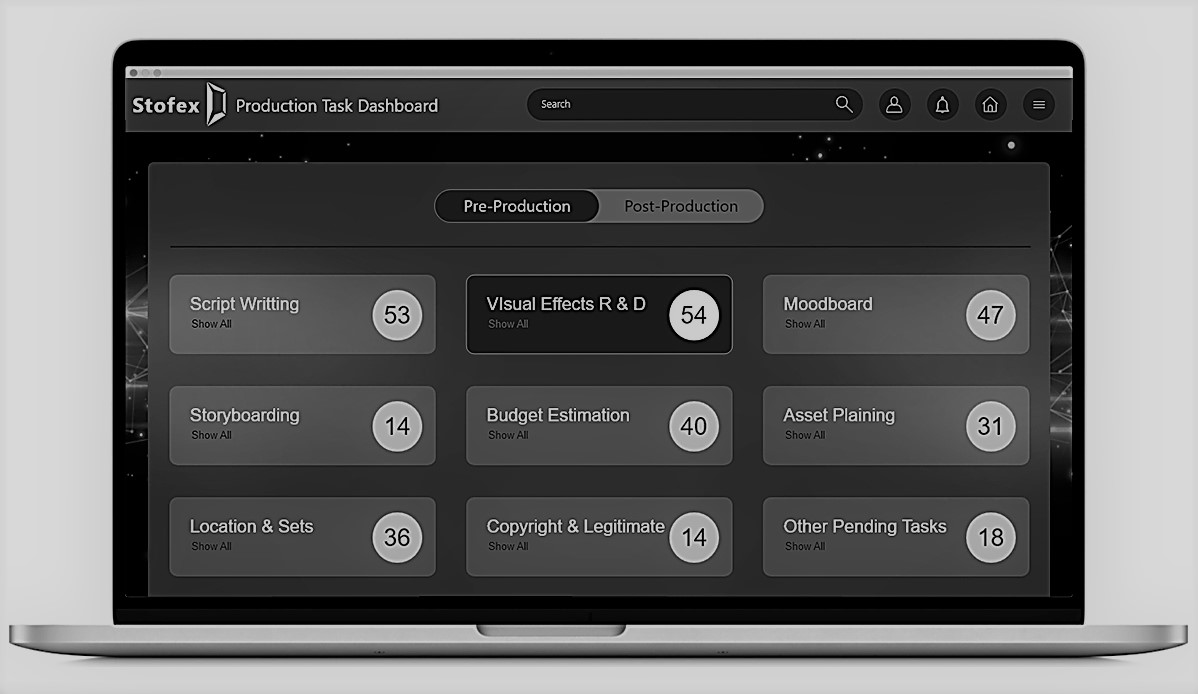 Stofex Production Task Dashboard
Search
Pre-Production Post-Production
Script Writting
Show All
53
VIsual Effects R & D
Show All
54
Moodboard
Show All
47
Storyboarding
Show All
14
Budget Estimation
Show All
40
Asset Plaining
Show All
31
Location & Sets
Show All
36
Copyright & Legitimate
Show All
14
Other Pending Tasks
Show All
18